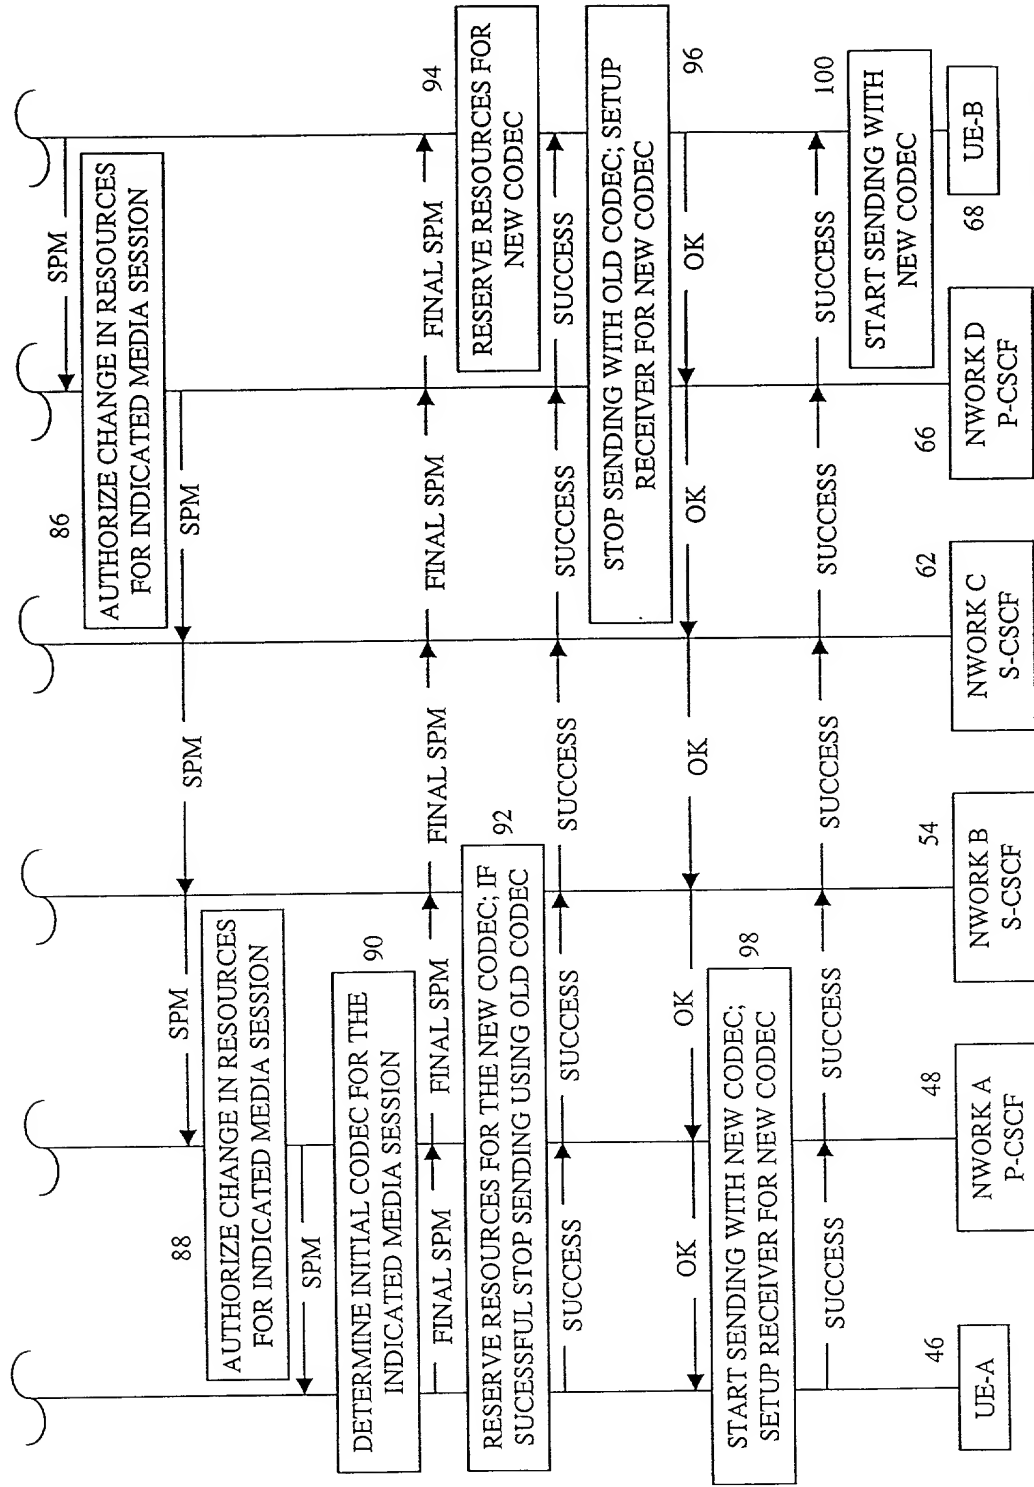 SPM
86
AUTHORIZE CHANGE IN RESOURCES
FOR INDICATED MEDIA SESSION
SPM
SPM
SPM
88
AUTHORIZE CHANGE IN RESOURCES
FOR INDICATED MEDIA SESSION
SPM
DETERMINE INITIAL CODEC FOR THE
INDICATED MEDIA SESSION
90
FINAL SPM
FINAL SPM
FINAL SPM
FINAL SPM
FINAL SPM
94
RESERVE RESOURCES FOR THE NEW CODEC; IF
SUCESSFUL STOP SENDING USING OLD CODEC
92
RESERVE RESOURCES FOR
NEW CODEC
SUCCESS
SUCCESS
SUCCESS
SUCCESS
SUCCESS
STOP SENDING WITH OLD CODEC; SETUP
RECEIVER FOR NEW CODEC
96
OK
OK
OK
OK
OK
START SENDING WITH NEW CODEC;
SETUP RECEIVER FOR NEW CODEC
98
SUCCESS
SUCCESS
SUCCESS
SUCCESS
SUCCESS
100
START SENDING WITH
NEW CODEC
46
UE-A
48
NWORK A
P-CSCF
54
NWORK B
S-CSCF
62
NWORK C
S-CSCF
66
NWORK D
P-CSCF
68
UE-B